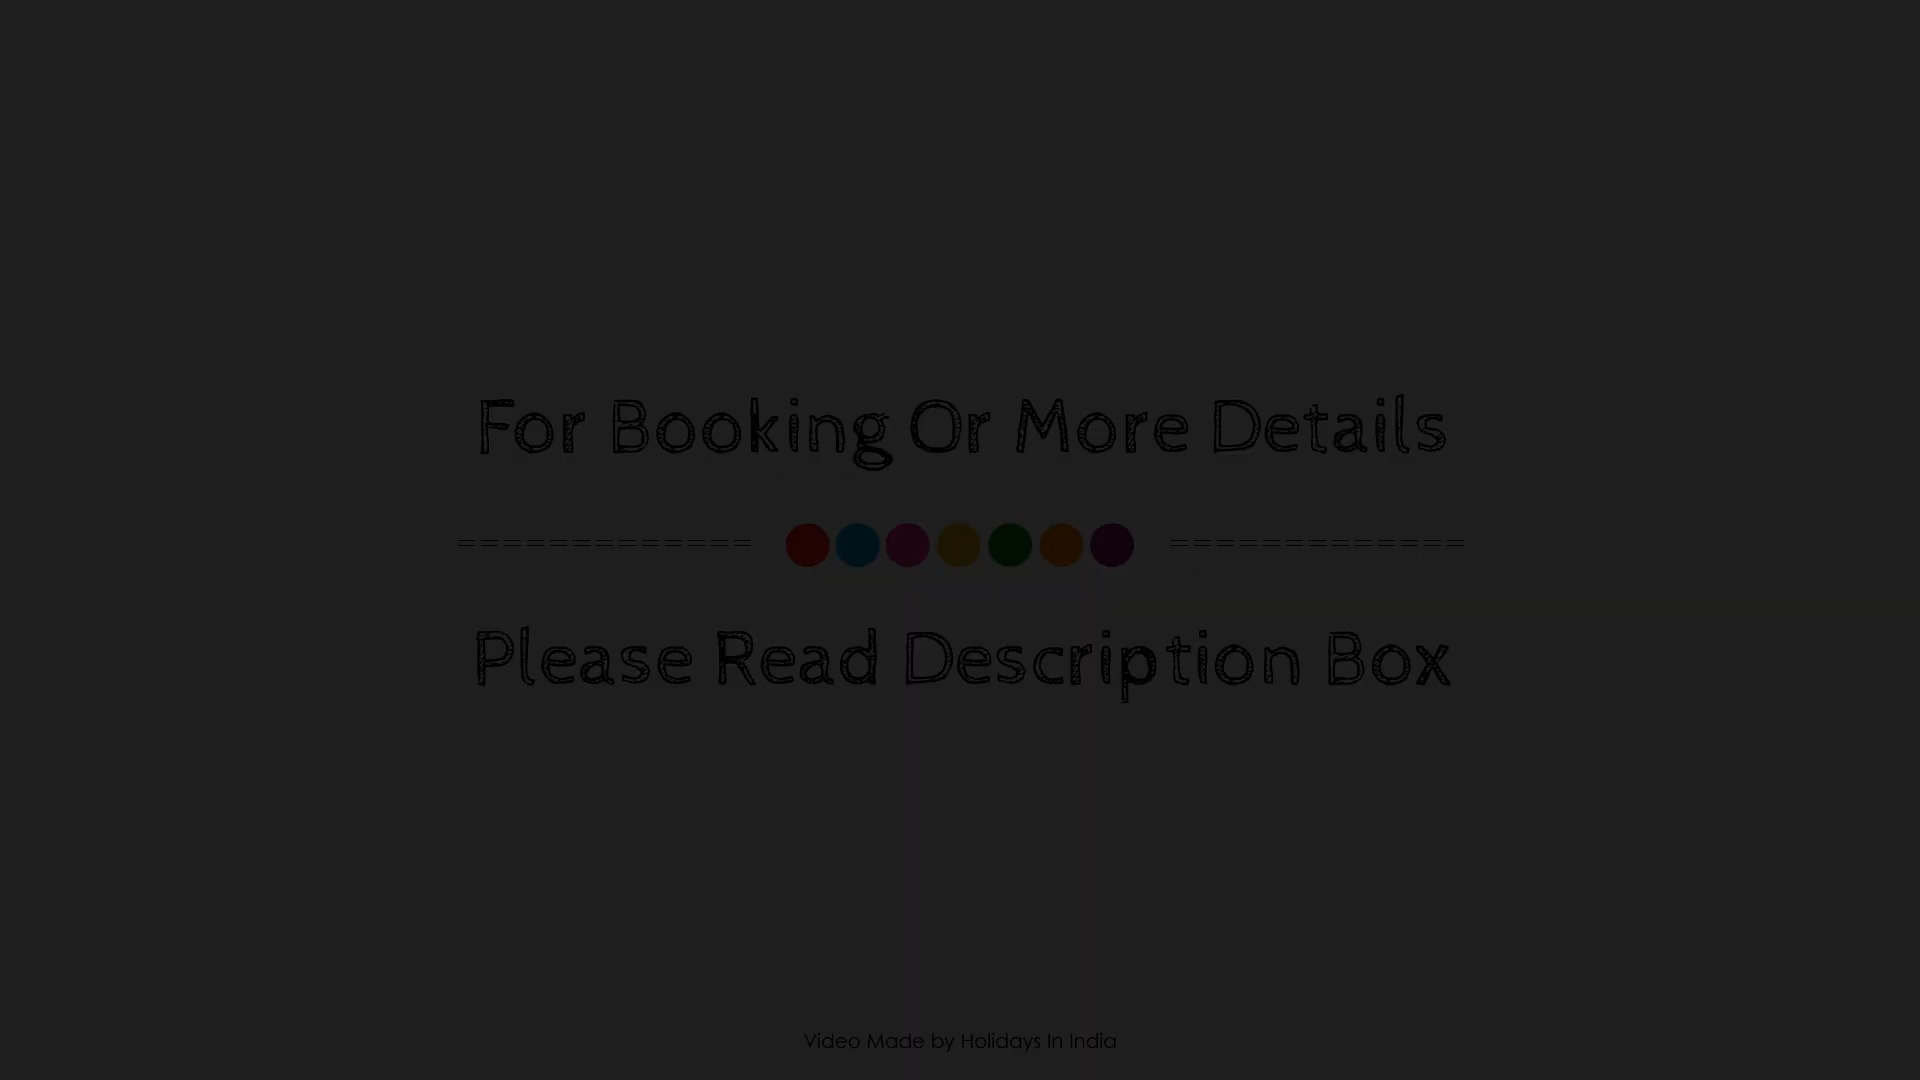 For Booking Or More Details
============= =============
Please Read Description Box
Video Made by Holidays In India